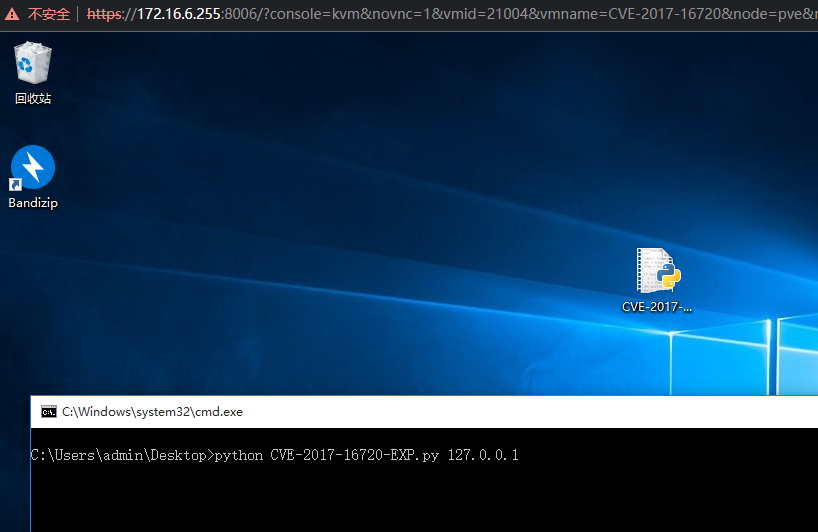 不安全 https://172.16.6.255:8006/?console=kvm&novnc=1&vmid=21004&vmname=CVE-2017-16720&node=pve&
回收站
Bandizip
CVE-2017-...
C:\Windows\system32\cmd.exe
C:\Users\admin\Desktop>python CVE-2017-16720-EXP.py 127.0.0.1